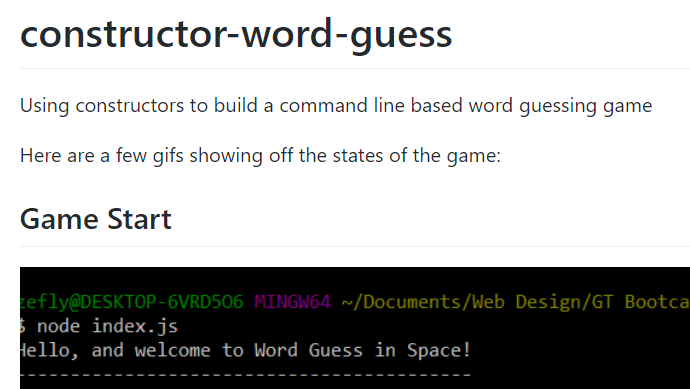 constructor-word-guess
Using constructors to build a command line based word guessing game
Here are a few gifs showing off the states of the game:
Game Start
zefly@DESKTOP-6VRD5O6 MINGW64 ~/Documents/Web Design/GT Bootca
$ node index.js
Hello, and welcome to Word Guess in Space!
-------------------------------------------